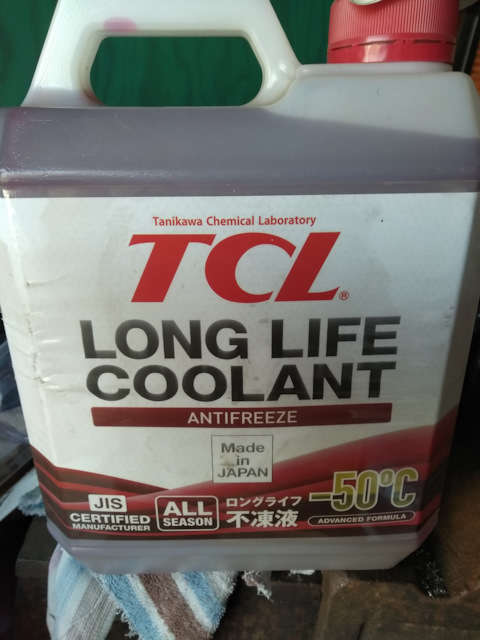 Tanikawa Chemical Laboratory
TCL®
LONG LIFE
COOLANT
ANTIFREEZE
Made
in
JAPAN
JIS
CERTIFIED
MANUFACTURER
ALL
SEASON
ロングライフ
不凍液
-50°C
ADVANCED FORMULA